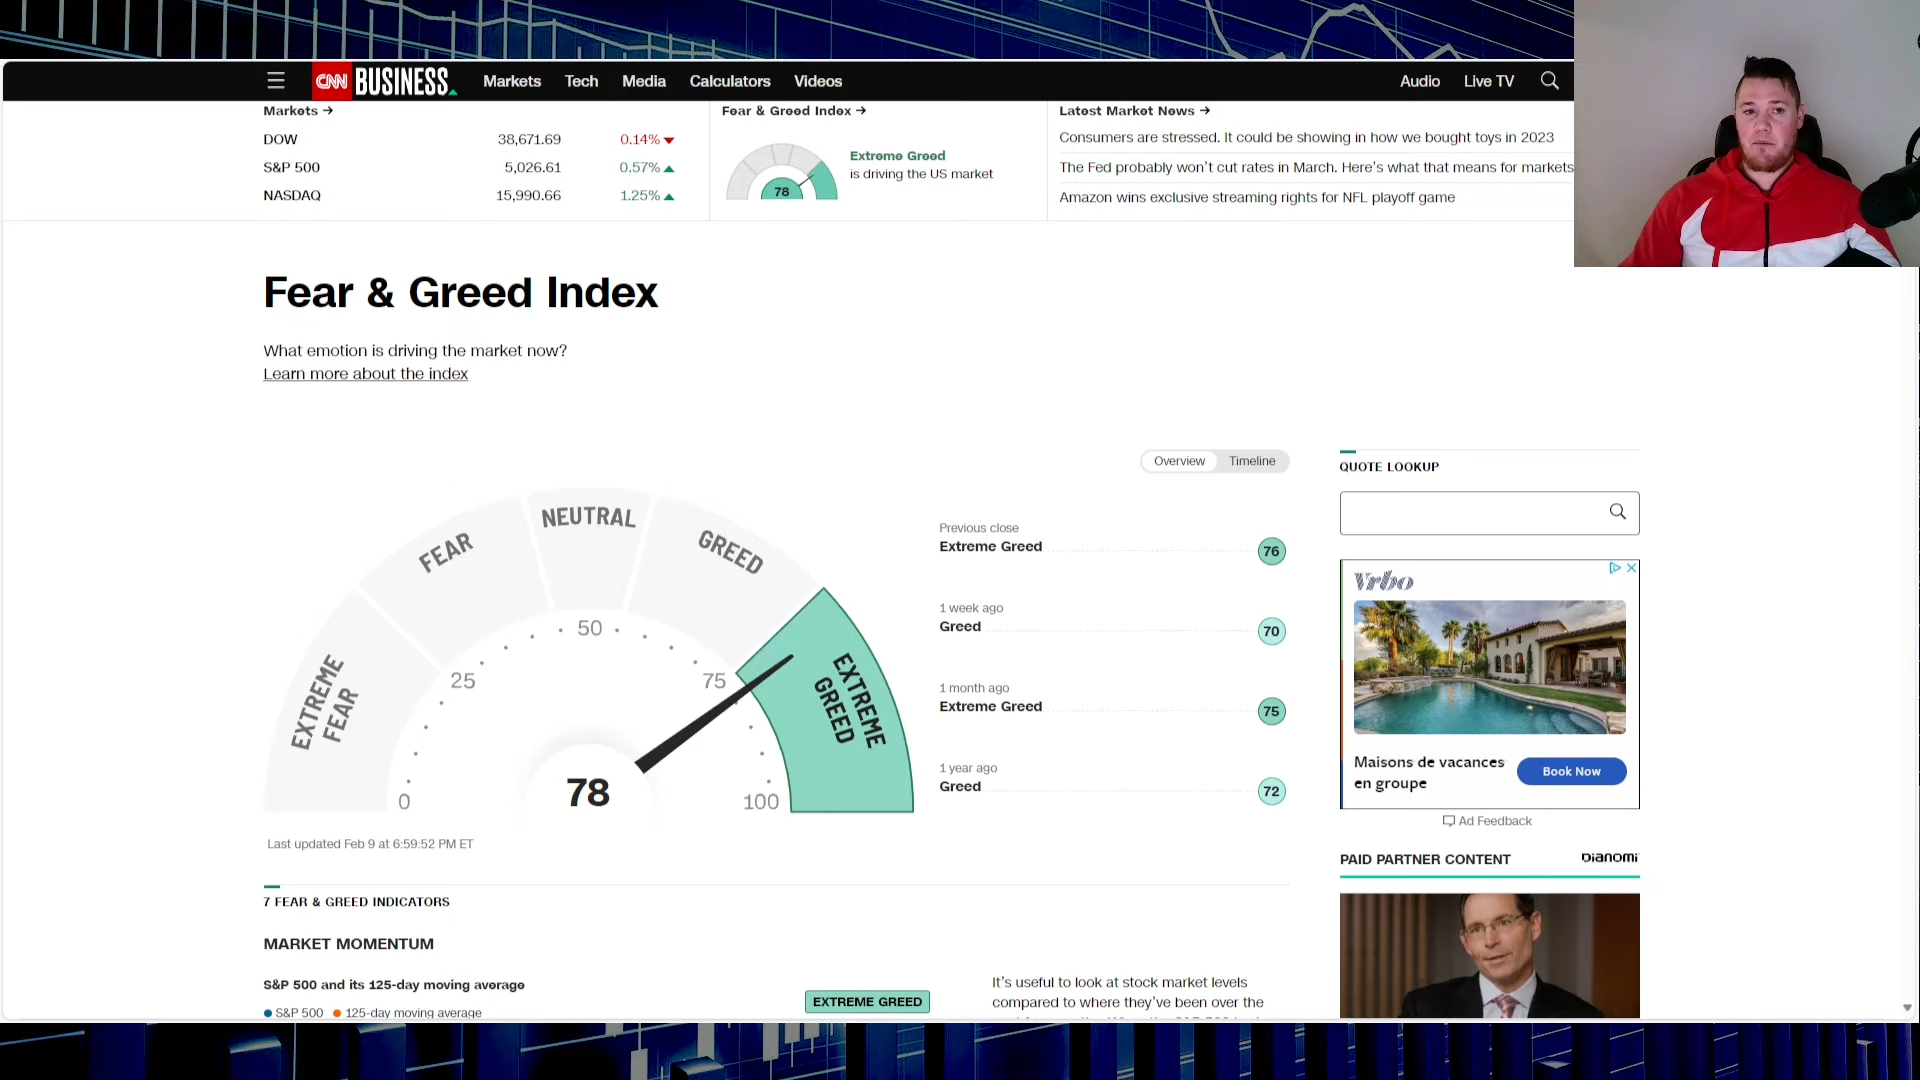 CNN BUSINESS Markets Tech Media Calculators Videos Audio Live TV
Markets →
DOW 38,671.69 0.14%
S&P 500 5,026.61 0.57%
NASDAQ 15,990.66 1.25%
Fear & Greed Index →
78
Extreme Greed
is driving the US market
Latest Market News →
Consumers are stressed. It could be showing in how we bought toys in 2023
The Fed probably won't cut rates in March. Here's what that means for markets
Amazon wins exclusive streaming rights for NFL playoff game
Fear & Greed Index
What emotion is driving the market now?
Learn more about the index
Overview Timeline
EXTREME
FEAR
FEAR
NEUTRAL
GREED
EXTREME
GREED
0
25
50
75
100
78
Last updated Feb 9 at 6:59:52 PM ET
Previous close
Extreme Greed 76
1 week ago
Greed 70
1 month ago
Extreme Greed 75
1 year ago
Greed 72
QUOTE LOOKUP
Vrbo
Maisons de vacances
en groupe
Book Now
Ad Feedback
PAID PARTNER CONTENT Dianomi
7 FEAR & GREED INDICATORS
MARKET MOMENTUM
S&P 500 and its 125-day moving average
S&P 500 125-day moving average
EXTREME GREED
It's useful to look at stock market levels
compared to where they've been over the